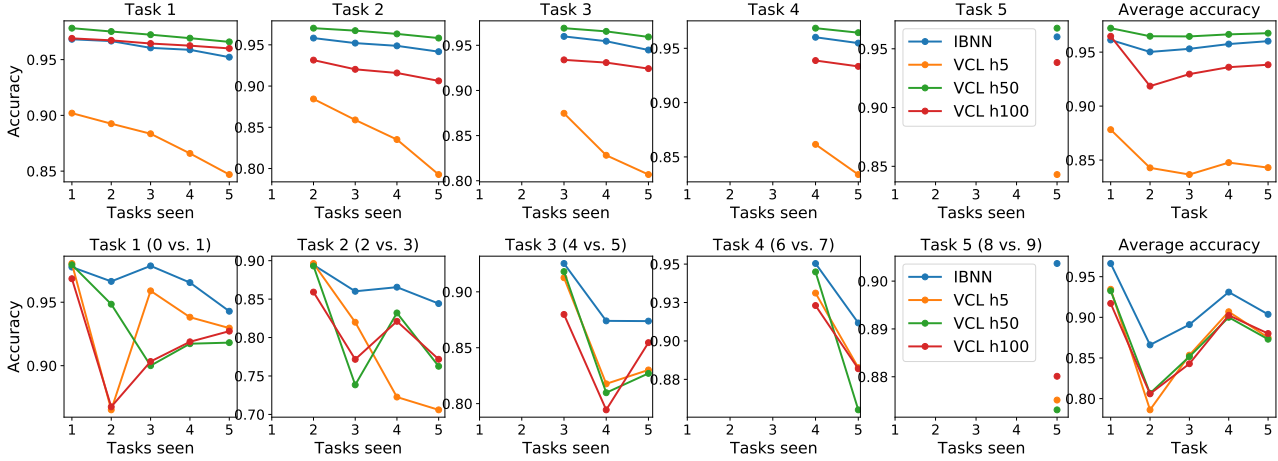 Task 1
Task 2
Task 3
Task 4
Task 5
Average accuracy
Accuracy
0.95
0.90
0.85
1 2 3 4 5
Tasks seen
0.95
0.90
0.85
0.80
1 2 3 4 5
Tasks seen
0.95
0.90
0.85
0.80
1 2 3 4 5
Tasks seen
0.95
0.90
0.85
1 2 3 4 5
Tasks seen
0.95
0.90
0.85
IBNN
VCL h5
VCL h50
VCL h100
1 2 3 4 5
Tasks seen
0.95
0.90
0.85
1 2 3 4 5
Task
Task 1 (0 vs. 1)
Task 2 (2 vs. 3)
Task 3 (4 vs. 5)
Task 4 (6 vs. 7)
Task 5 (8 vs. 9)
Average accuracy
Accuracy
0.95
0.90
1 2 3 4 5
Tasks seen
0.90
0.85
0.80
0.75
0.70
1 2 3 4 5
Tasks seen
0.90
0.85
0.80
1 2 3 4 5
Tasks seen
0.95
0.93
0.90
0.88
1 2 3 4 5
Tasks seen
0.90
0.89
0.88
IBNN
VCL h5
VCL h50
VCL h100
1 2 3 4 5
Tasks seen
0.95
0.90
0.85
0.80
1 2 3 4 5
Task